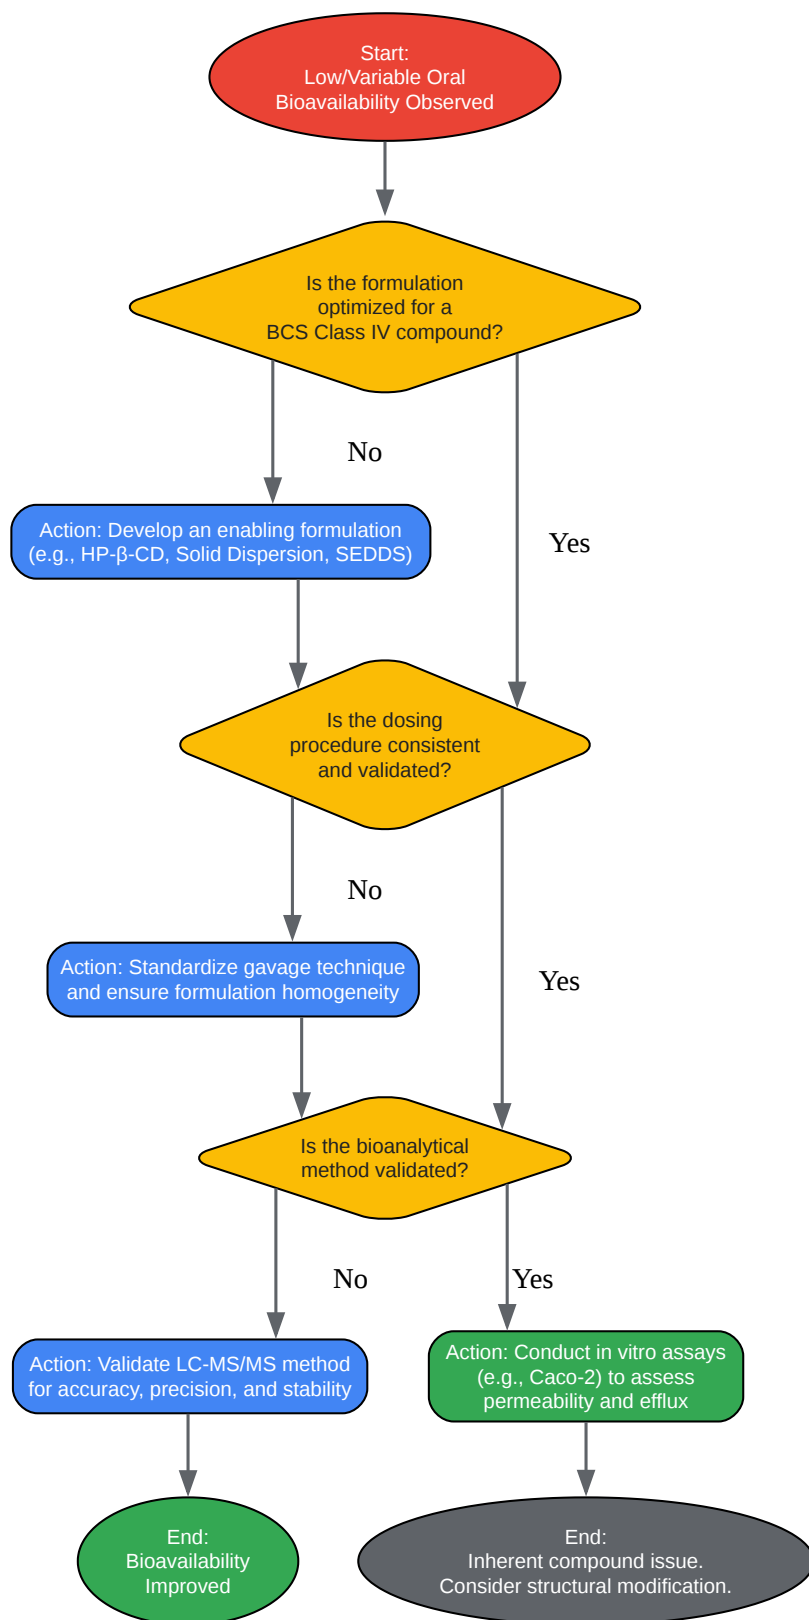 Start:
Low/Variable Oral
Bioavailability Observed
Is the formulation
optimized for a
BCS Class IV compound?
No
Yes
Action: Develop an enabling formulation
(e.g., HP-β-CD, Solid Dispersion, SEDDS)
Is the dosing
procedure consistent
and validated?
No
Yes
Action: Standardize gavage technique
and ensure formulation homogeneity
Is the bioanalytical
method validated?
No
Yes
Action: Validate LC-MS/MS method
for accuracy, precision, and stability
Action: Conduct in vitro assays
(e.g., Caco-2) to assess
permeability and efflux
End:
Bioavailability
Improved
End:
Inherent compound issue.
Consider structural modification.